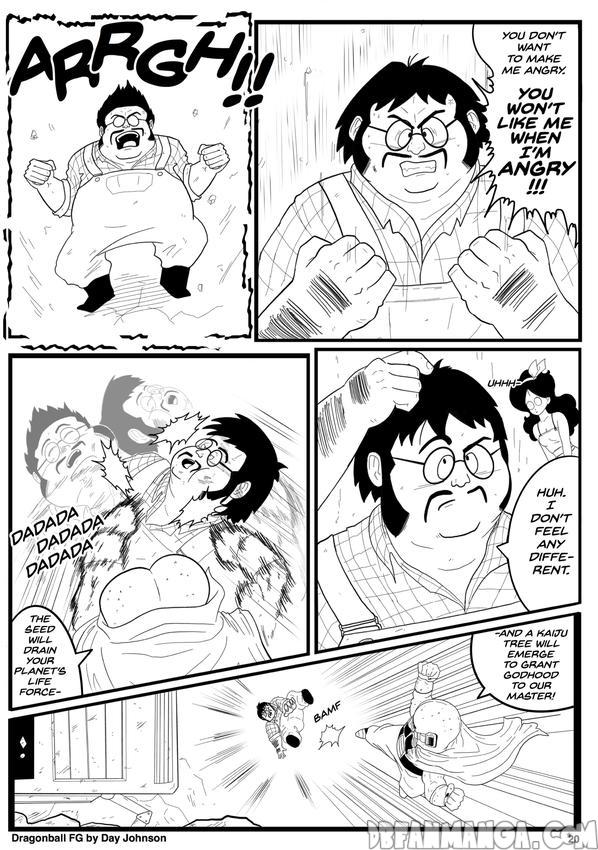 ARRGH!!
YOU DON'T
WANT
TO MAKE
ME ANGRY.
YOU
WON'T
LIKE ME
WHEN
I'M
ANGRY
!!!
DADADA
DADADA
DADADA
THE
SEED
WILL
DRAIN
YOUR
PLANET'S
LIFE
FORCE-
UHHH-
HUH.
I
DON'T
FEEL
ANY
DIFFE-
RENT.
BAMF
-AND A KAIJU
TREE WILL
EMERGE
TO GRANT
GODHOOD
TO OUR
MASTER!
Dragonball FG by Day Johnson
20
DBFANMANGA.COM